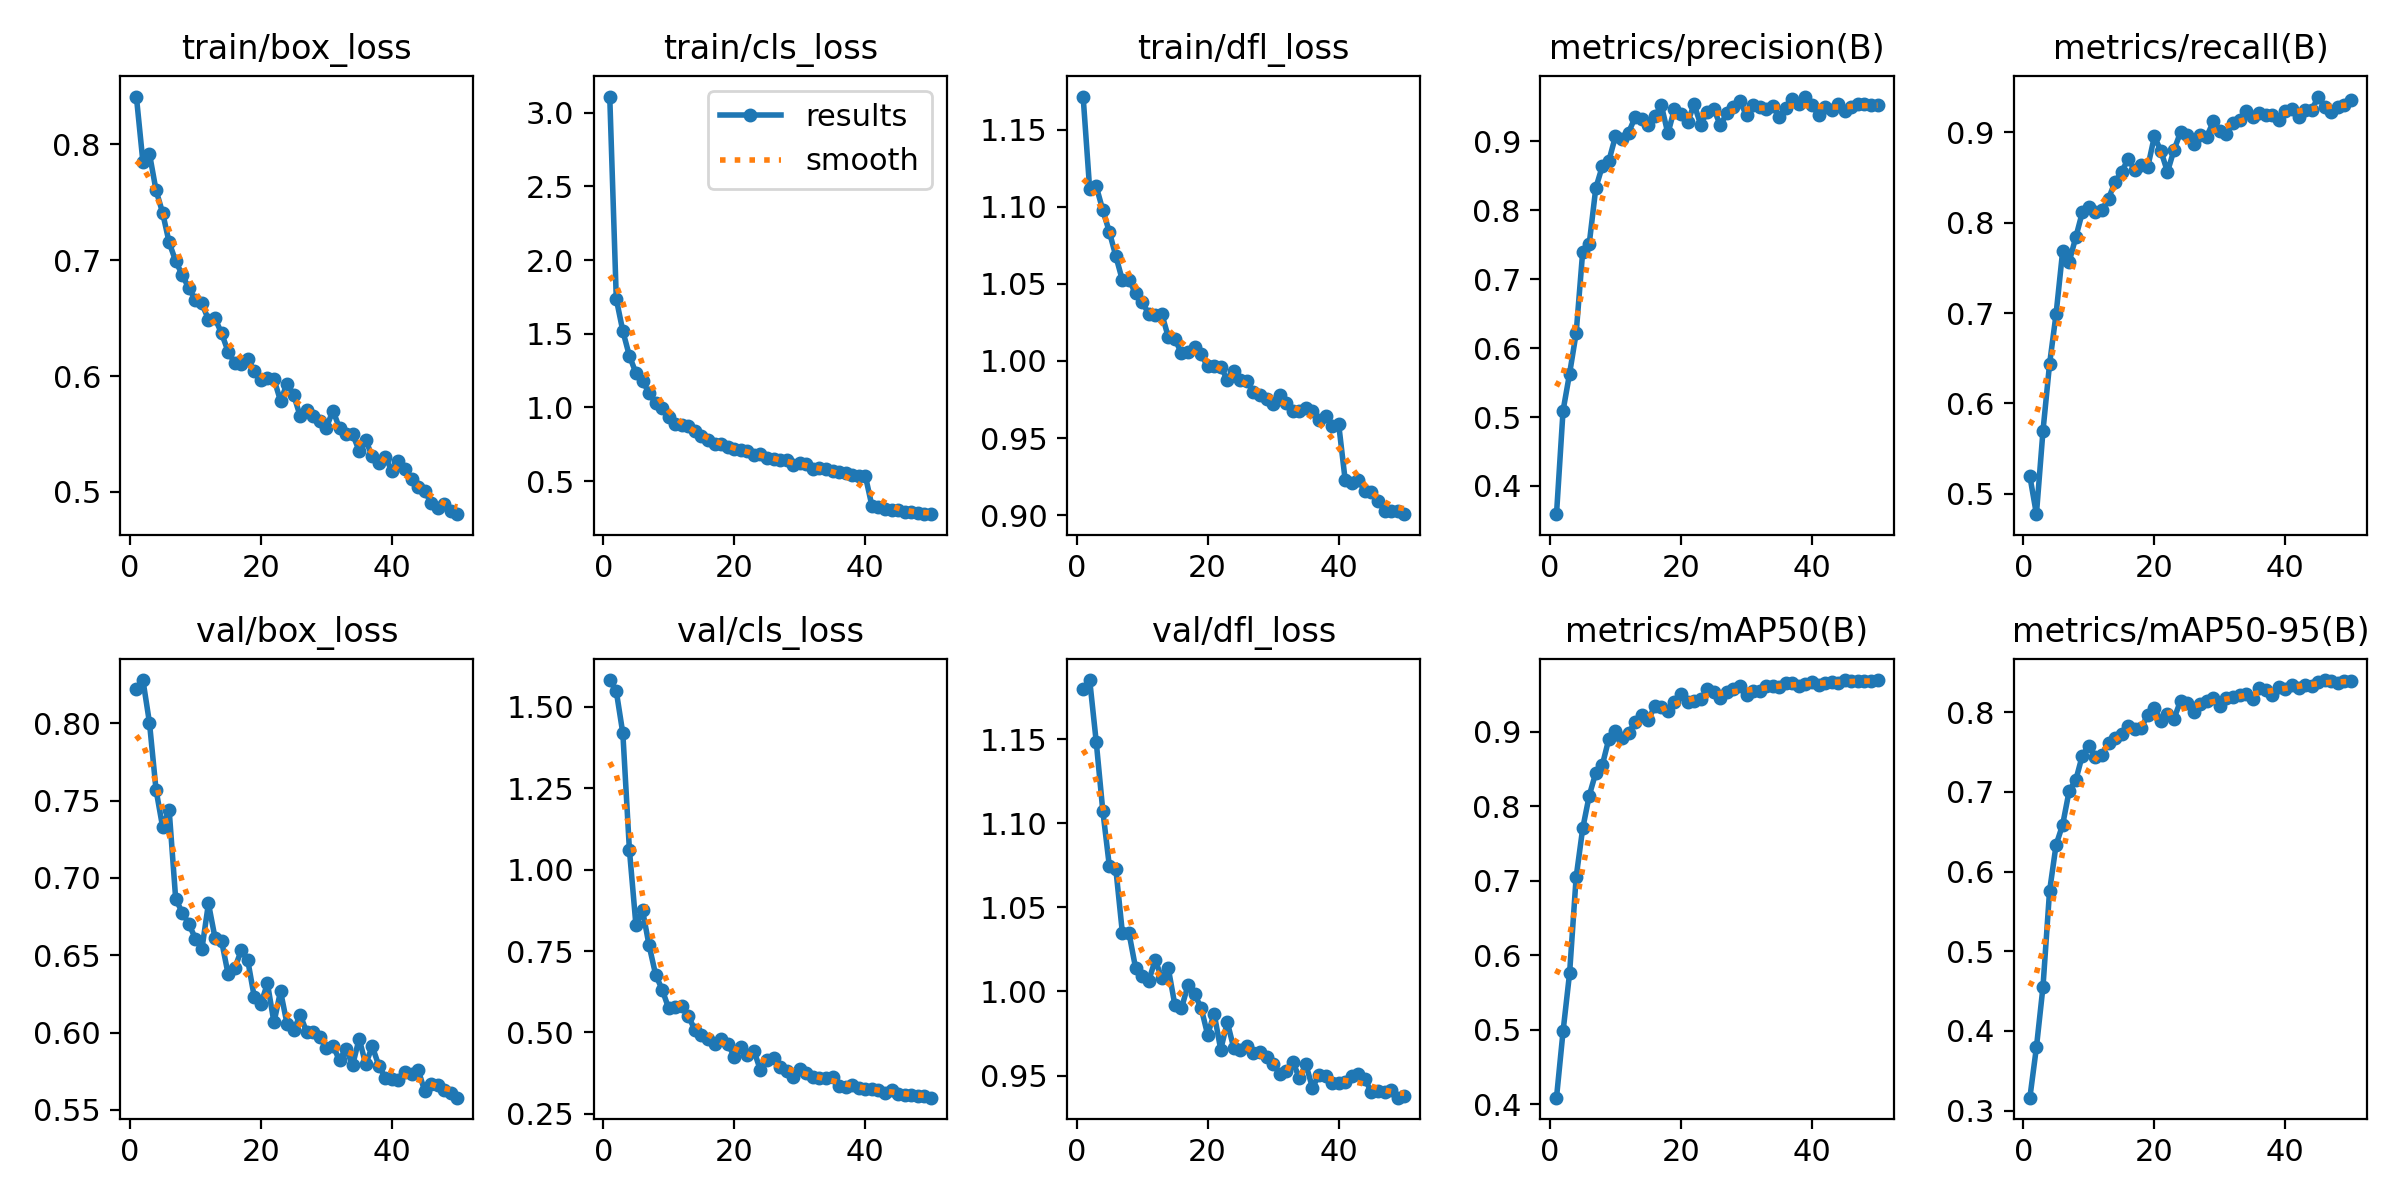 train/box_loss
0.8
0.7
0.6
0.5
0 20 40
train/cls_loss
results
smooth
3.0
2.5
2.0
1.5
1.0
0.5
0 20 40
train/dfl_loss
1.15
1.10
1.05
1.00
0.95
0.90
0 20 40
metrics/precision(B)
0.9
0.8
0.7
0.6
0.5
0.4
0 20 40
metrics/recall(B)
0.9
0.8
0.7
0.6
0.5
0 20 40
val/box_loss
0.80
0.75
0.70
0.65
0.60
0.55
0 20 40
val/cls_loss
1.50
1.25
1.00
0.75
0.50
0.25
0 20 40
val/dfl_loss
1.15
1.10
1.05
1.00
0.95
0 20 40
metrics/mAP50(B)
0.9
0.8
0.7
0.6
0.5
0.4
0 20 40
metrics/mAP50-95(B)
0.8
0.7
0.6
0.5
0.4
0.3
0 20 40